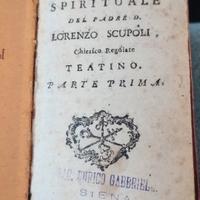 SPIRITUALE
DEL PADRE D.
LORENZO SCUPOLI,
Chierico Regolare
TEATINO.
PARTE PRIMA.
ENRICO GABBRIEL
SIENA